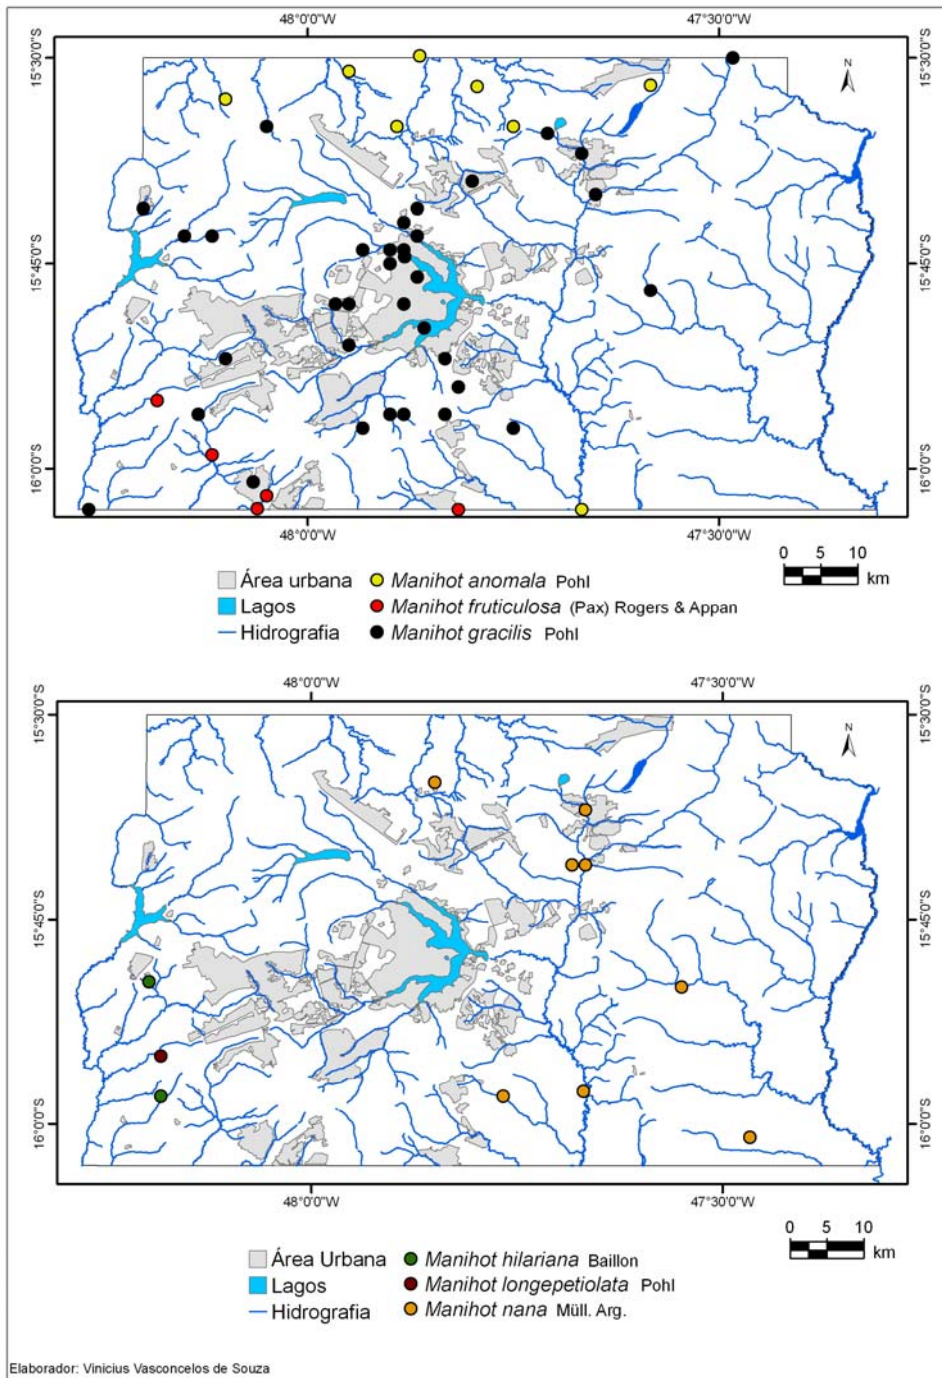 48°0'0"W
47°30'0"W
15°30'0"S
15°30'0"S
N
15°45'0"S
15°45'0"S
16°0'0"S
16°0'0"S
48°0'0"W
47°30'0"W
0 5 10
km
Área urbana
Manihot anomala Pohl
Lagos
Manihot fruticulosa (Pax) Rogers & Appan
Hidrografia
Manihot gracilis Pohl
48°0'0"W
47°30'0"W
15°30'0"S
15°30'0"S
N
15°45'0"S
15°45'0"S
16°0'0"S
16°0'0"S
48°0'0"W
47°30'0"W
0 5 10
km
Área Urbana
Manihot hilariana Baillon
Lagos
Manihot longepetiolata Pohl
Hidrografia
Manihot nana Müll. Arg.
Elaborador: Vinicius Vasconcelos de Souza